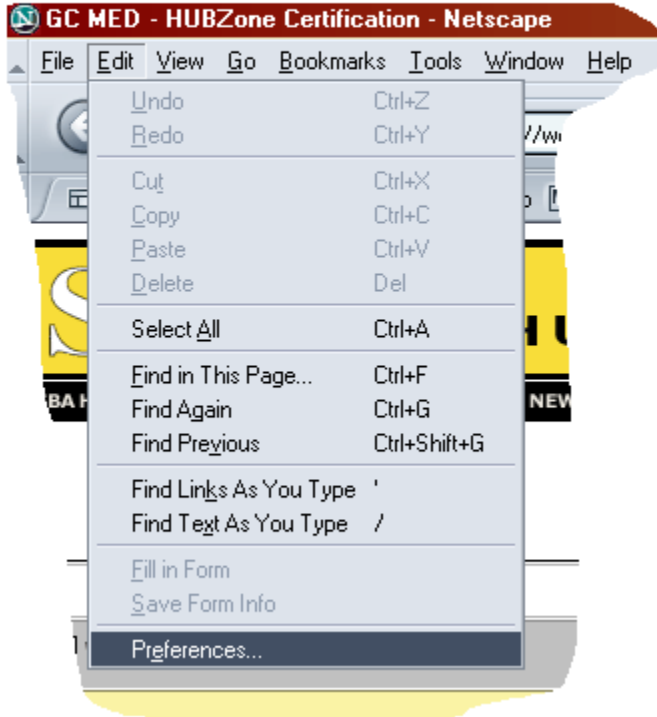 GC MED - HUBZone Certification - Netscape
File Edit View Go Bookmarks Tools Window Help
Undo Ctrl+Z
Redo Ctrl+Y
Cut Ctrl+X
Copy Ctrl+C
Paste Ctrl+V
Delete Del
Select All Ctrl+A
Find in This Page... Ctrl+F
Find Again Ctrl+G
Find Previous Ctrl+Shift+G
Find Links As You Type '
Find Text As You Type /
Fill in Form
Save Form Info
Preferences...
S
H U
BA H
NEW